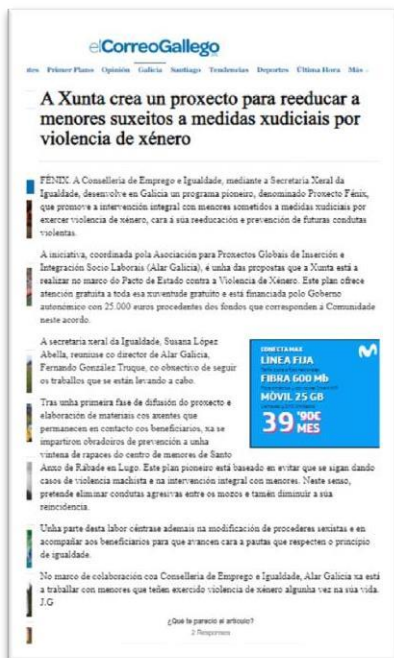 elCorreoGallego
ntes Primer Plano Opinión Galicia Santiago Tendencias Deportes Última Hora Más
A Xunta crea un proxecto para reeducar a
menores suxeitos a medidas xudiciais por
violencia de xénero
FÉNIX. A Consellería de Emprego e Igualdade, mediante a Secretaría Xeral da
Igualdade, desenvolve en Galicia un programa pioneiro, denominado Proxecto Fénix,
que promove a intervención integral con menores sometidos a medidas xudiciais por
exercer violencia de xénero, cara á súa reeducación e prevención de futuras condutas
violentas.
A iniciativa, coordinada pola Asociación para Proxectos Globais de Inserción e
Integración Socio Laborais (Alar Galicia), é unha das propostas que a Xunta está a
realizar no marco do Pacto de Estado contra a Violencia de Xénero. Este plan ofrece
atención gratuita a toda esa xuventude gratuíto e está financiada polo Goberno
autonómico con 25.000 euros procedentes dos fondos que corresponden á Comunidade
neste acordo.
A secretaria xeral da Igualdade, Susana López
Abella, reuniuse co director de Alar Galicia,
Fernando González Truque, co obxectivo de seguir
os traballos que se están levando a cabo.
CONECTA MAX
LÍNEA FIJA
FIBRA 600 Mb
MÓVIL 25 GB
39'90€
MES
Tras unha primeira fase de difusión do proxecto e
elaboración de materiais cos axentes que
permanecen en contacto cos beneficiarios, xa se
impartiron obradoiros de prevención a unha
vintena de rapaces do centro de menores de Santo
Anxo de Rábade en Lugo. Este plan pioneiro está baseado en evitar que se sigan dando
casos de violencia machista e na intervención integral con menores. Neste senso,
pretende eliminar condutas agresivas entre os mozos e tamén diminuír a súa
reincidencia.
Unha parte desta labor céntrase ademais na modificación de procederes sexistas e en
acompañar aos beneficiarios para que avancen cara a pautas que respecten o principio
de igualdade.
No marco de colaboración coa Consellería de Emprego e Igualdade, Alar Galicia xa está
a traballar con menores que teñen exercido violencia de xénero algunha vez na súa vida.
J.G
¿Que te pareció el artículo?
2 Responses